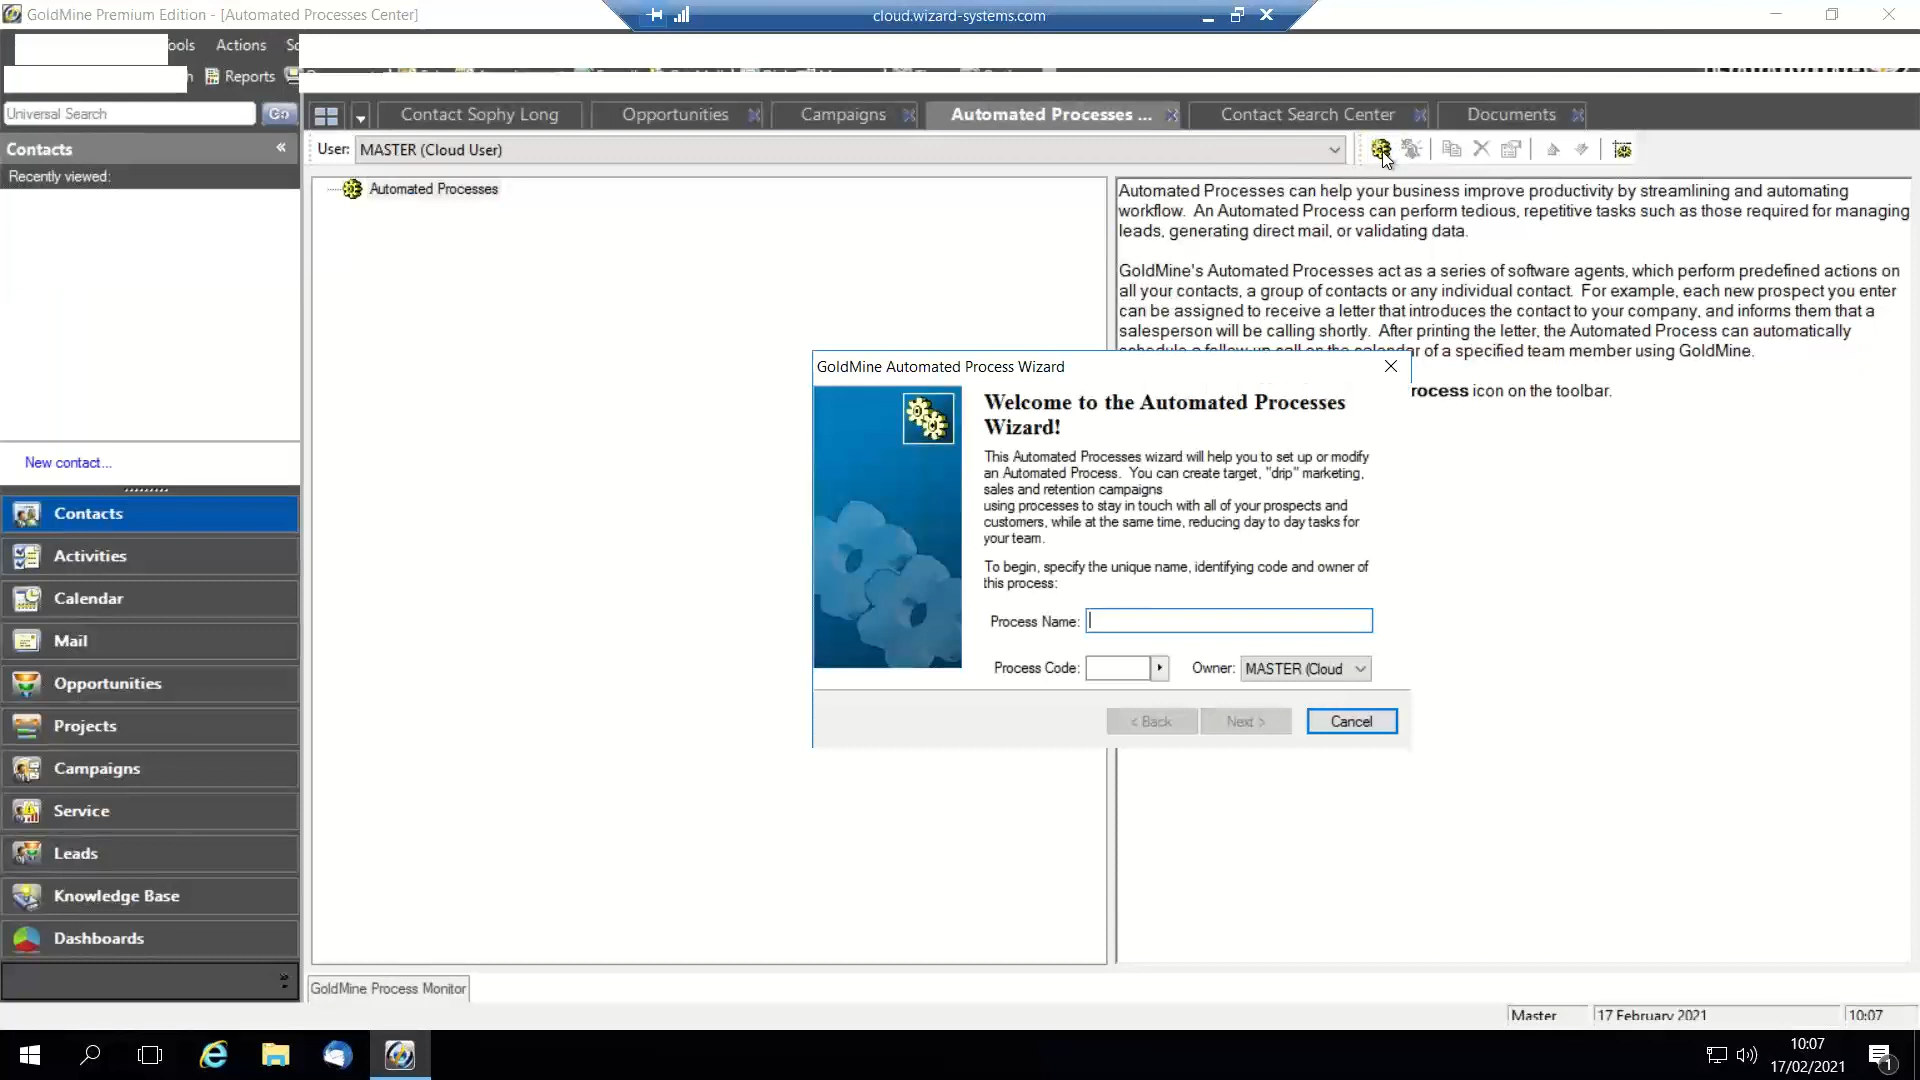 GoldMine Premium Edition - [Automated Processes Center]
cloud.wizard-systems.com
ools Actions Sc
Reports
Universal Search Go
Contact Sophy Long Opportunities Campaigns Automated Processes ... Contact Search Center Documents
Contacts
User: MASTER (Cloud User)
Recently viewed:
Automated Processes
Automated Processes can help your business improve productivity by streamlining and automating
workflow. An Automated Process can perform tedious, repetitive tasks such as those required for managing
leads, generating direct mail, or validating data.
GoldMine's Automated Processes act as a series of software agents, which perform predefined actions on
all your contacts, a group of contacts or any individual contact. For example, each new prospect you enter
can be assigned to receive a letter that introduces the contact to your company, and informs them that a
salesperson will be calling shortly. After printing the letter, the Automated Process can automatically
schedule a follow-up call on the calendar of a specified team member using GoldMine.
rocess icon on the toolbar.
GoldMine Automated Process Wizard
Welcome to the Automated Processes
Wizard!
This Automated Processes wizard will help you to set up or modify
an Automated Process. You can create target, "drip" marketing,
sales and retention campaigns
using processes to stay in touch with all of your prospects and
customers, while at the same time, reducing day to day tasks for
your team.
To begin, specify the unique name, identifying code and owner of
this process:
Process Name:
Process Code: Owner: MASTER (Cloud
< Back Next > Cancel
New contact...
Contacts
Activities
Calendar
Mail
Opportunities
Projects
Campaigns
Service
Leads
Knowledge Base
Dashboards
GoldMine Process Monitor
Master 17 February 2021 10:07
10:07
17/02/2021
1